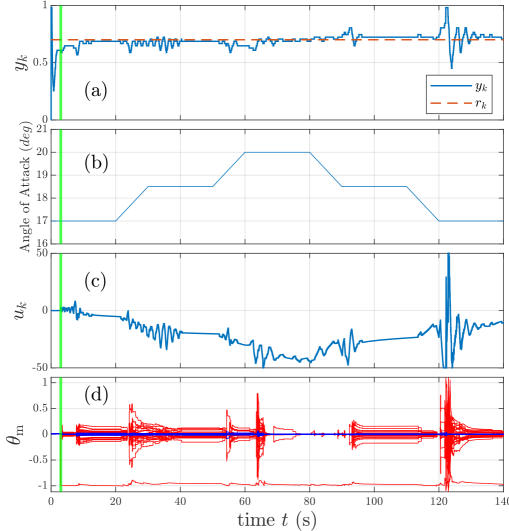 1
0.5
0
y_k
(a)
y_k
r_k
21
20
19
18
17
16
Angle of Attack (deg)
(b)
50
0
-50
u_k
(c)
1
0.5
0
-0.5
-1
θ_m
(d)
0 20 40 60 80 100 120 140
time t (s)